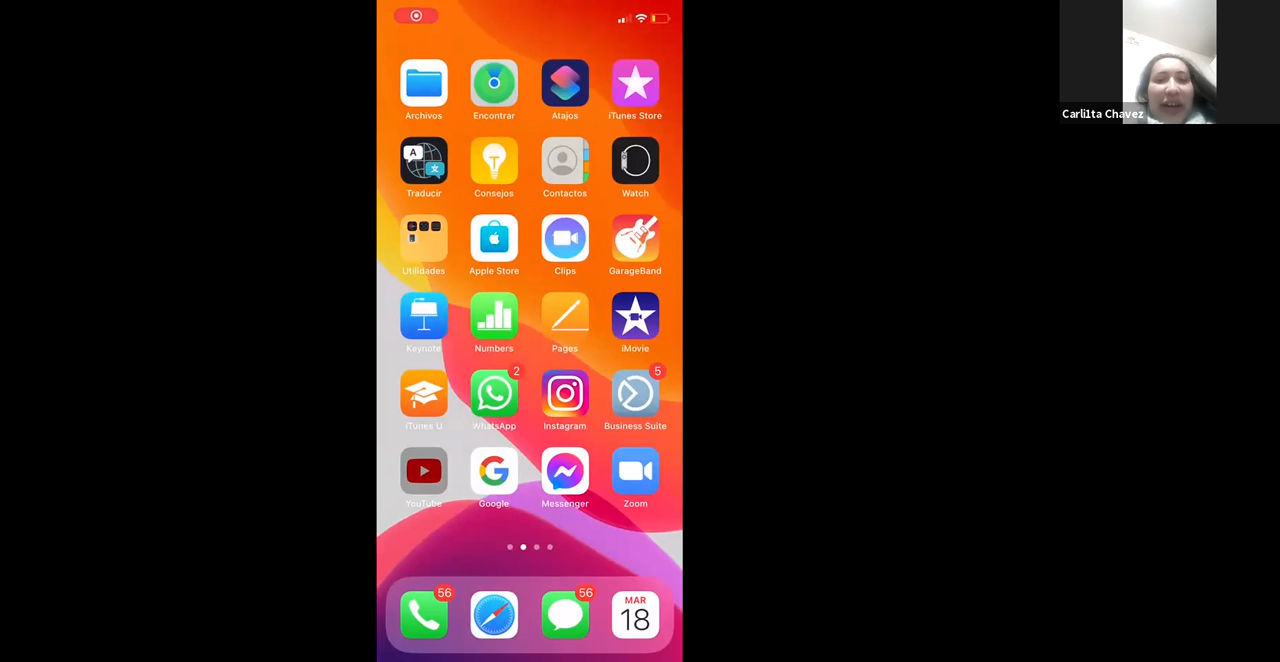 Archivos Encontrar Atajos iTunes Store
A
Traducir Consejos Contactos Watch
Utilidades Apple Store Clips GarageBand
Keynote Numbers Pages iMovie
2 5
iTunes U WhatsApp Instagram Business Suite
YouTube Google Messenger Zoom
56 56 MAR
18
Carli1ta Chavez